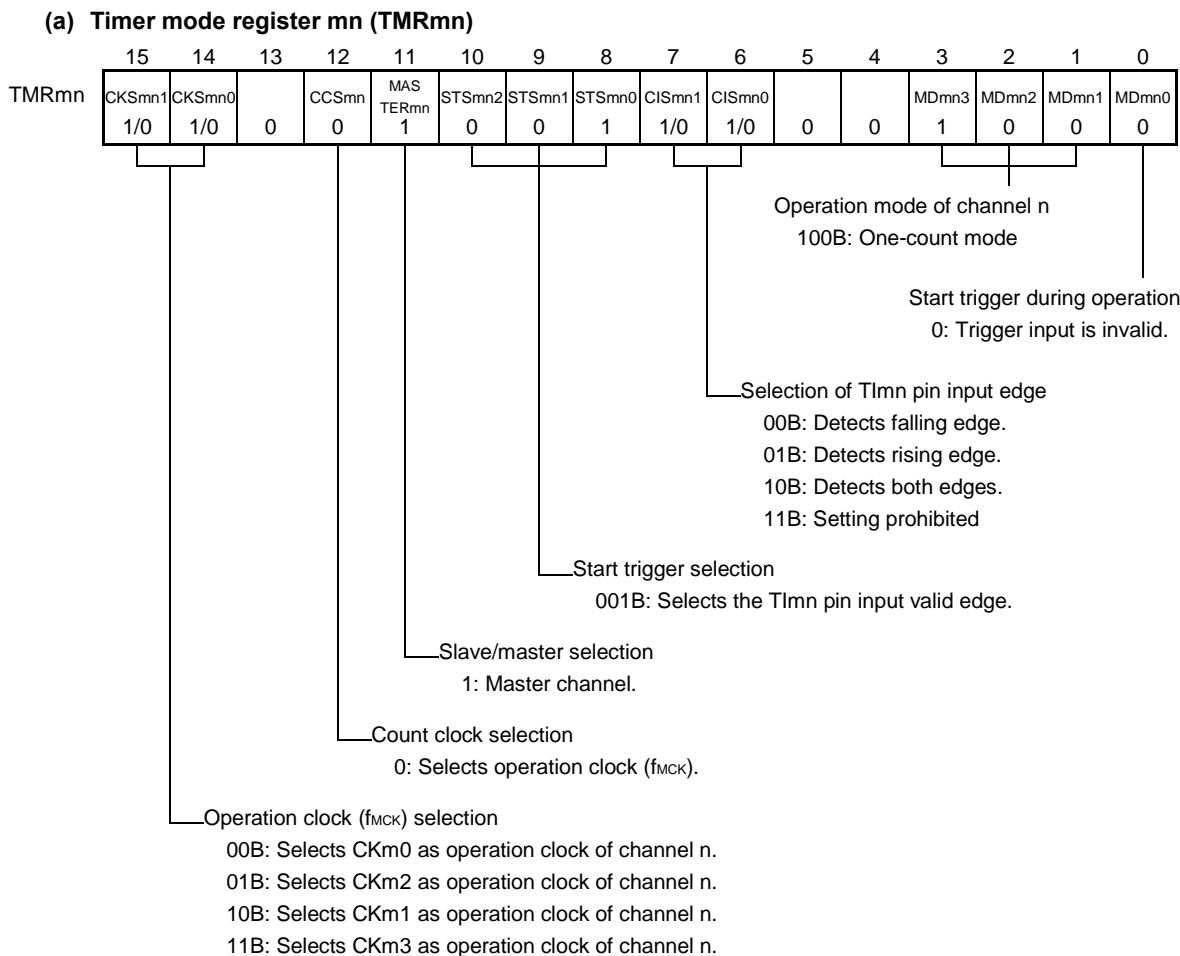 (a) Timer mode register mn (TMRmn)
15 14 13 12 11 10 9 8 7 6 5 4 3 2 1 0
TMRmn CKSmn1 CKSmn0 CCSmn MAS TERmn STSmn2 STSmn1 STSmn0 CISmn1 CISmn0 MDmn3 MDmn2 MDmn1 MDmn0
1/0 1/0 0 0 1 0 0 1 1/0 1/0 0 0 1 0 0 0
Operation mode of channel n
100B: One-count mode
Start trigger during operation
0: Trigger input is invalid.
Selection of TImn pin input edge
00B: Detects falling edge.
01B: Detects rising edge.
10B: Detects both edges.
11B: Setting prohibited
Start trigger selection
001B: Selects the TImn pin input valid edge.
Slave/master selection
1: Master channel.
Count clock selection
0: Selects operation clock (fMCK).
Operation clock (fMCK) selection
00B: Selects CKm0 as operation clock of channel n.
01B: Selects CKm2 as operation clock of channel n.
10B: Selects CKm1 as operation clock of channel n.
11B: Selects CKm3 as operation clock of channel n.